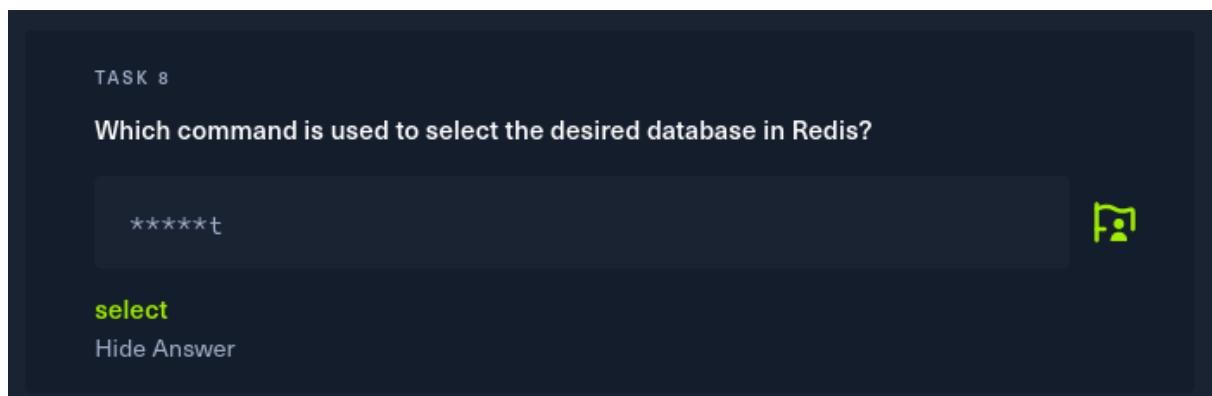 TASK 8
Which command is used to select the desired database in Redis?
*****t
select
Hide Answer